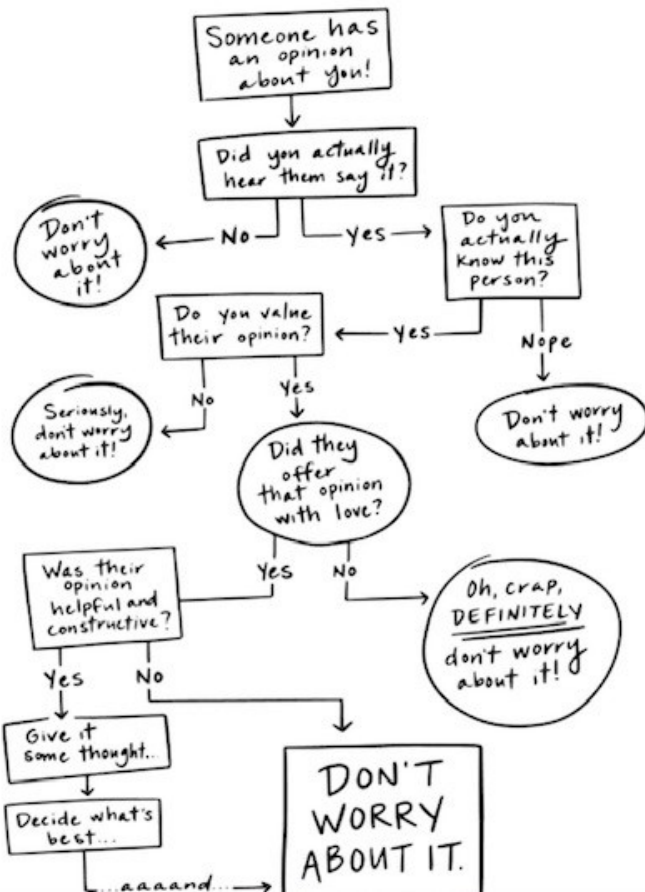 Someone has
an opinion
about you!
Did you actually
hear them say it?
No
Yes
Don't
worry
about
it!
Do you
actually
know this
person?
Do you value
their opinion?
Yes
Nope
No
Yes
Seriously,
don't worry
about it!
Don't worry
about it!
Did they
offer
that opinion
with love?
Was their
opinion
helpful and
constructive?
Yes
No
Oh, crap,
DEFINITELY
don't worry
about it!
Yes
No
Give it
some thought...
Decide what's
best...
DON'T
WORRY
ABOUT IT.
...aaaand...